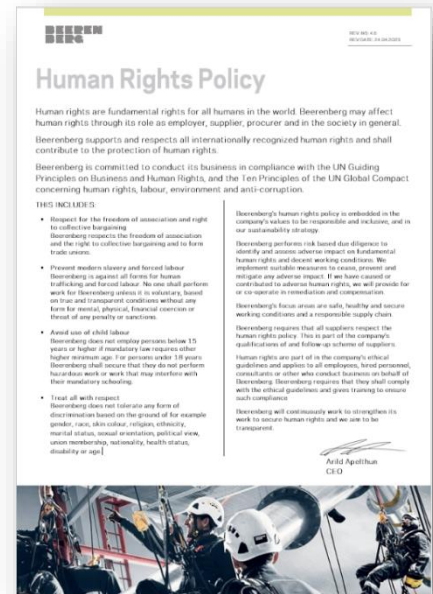 BEEREN
BERG
Human Rights Policy
Human rights are fundamental rights for all humans in the world. Beerenberg may affect
human rights through its role as employer, supplier, procurer and in the society in general.
Beerenberg supports and respects all internationally recognized human rights and shall
contribute to the protection of human rights.
Beerenberg is committed to conduct its business in compliance with the UN Guiding
Principles on Business and Human Rights, and the Ten Principles of the UN Global Compact
concerning human rights, labour, environment and anti-corruption.
THIS INCLUDES:
• Respect for the freedom of association and right
to collective bargaining
Beerenberg respects the freedom of association
and the right to collective bargaining and to form
trade unions.
• Prevent modern slavery and forced labour
Beerenberg is against all forms for human
trafficking and forced labour. No one shall perform
work for Beerenberg unless it is voluntary, based
on true and transparent conditions without any
form for mental, physical, financial coercion or
threat of any penalty or sanctions.
• Avoid use of child labour
Beerenberg does not employ persons below 15
years or higher if mandatory law requires other
higher minimum age. For persons under 18 years
Beerenberg shall secure that they do not perform
hazardous work or work that may interfere with
their mandatory schooling.
• Treat all with respect
Beerenberg does not tolerate any form of
discrimination based on the ground of for example
gender, race, skin colour, religion, ethnicity,
marital status, sexual orientation, political view,
union membership, nationality, health status,
disability or age.
Beerenberg's human rights policy is embedded in the
company's values to be responsible and inclusive, and in
our sustainability strategy.
Beerenberg performs risk based due diligence to
identify and assess adverse impact on fundamental
human rights and decent working conditions. We
implement suitable measures to cease, prevent and
mitigate any adverse impact. If we have caused or
contributed to adverse human rights, we will provide for
or co-operate in remediation and compensation.
Beerenberg's focus areas are safe, healthy and secure
working conditions and a responsible supply chain.
Beerenberg requires that all suppliers respect the
human rights policy. This is part of the company's
qualifications of and follow-up scheme of suppliers.
Human rights are part of in the company's ethical
guidelines and applies to all employees, hired personnel,
consultants or other who conduct business on behalf of
Beerenberg. Beerenberg requires that they shall comply
with the ethical guidelines and gives training to ensure
such compliance
Beerenberg will continuously work to strengthen its
work to secure human rights and we aim to be
transparent.
Arild Apelthun
CEO